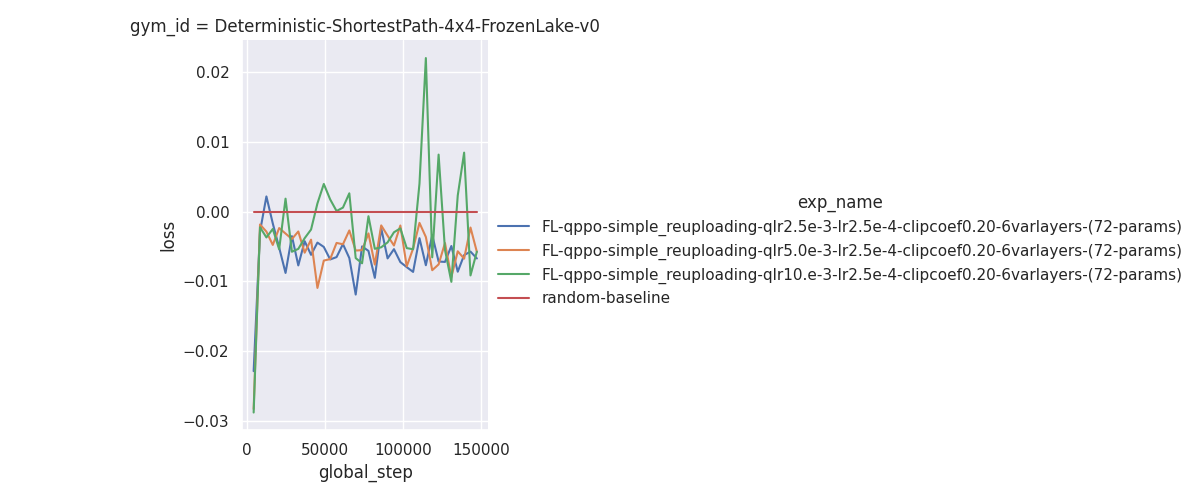 gym_id = Deterministic-ShortestPath-4x4-FrozenLake-v0
0.02
0.01
0.00
−0.01
−0.02
−0.03
loss
0
50000
100000
150000
global_step
exp_name
FL-qppo-simple_reuploading-qlr2.5e-3-lr2.5e-4-clipcoef0.20-6varlayers-(72-params)
FL-qppo-simple_reuploading-qlr5.0e-3-lr2.5e-4-clipcoef0.20-6varlayers-(72-params)
FL-qppo-simple_reuploading-qlr10.e-3-lr2.5e-4-clipcoef0.20-6varlayers-(72-params)
random-baseline